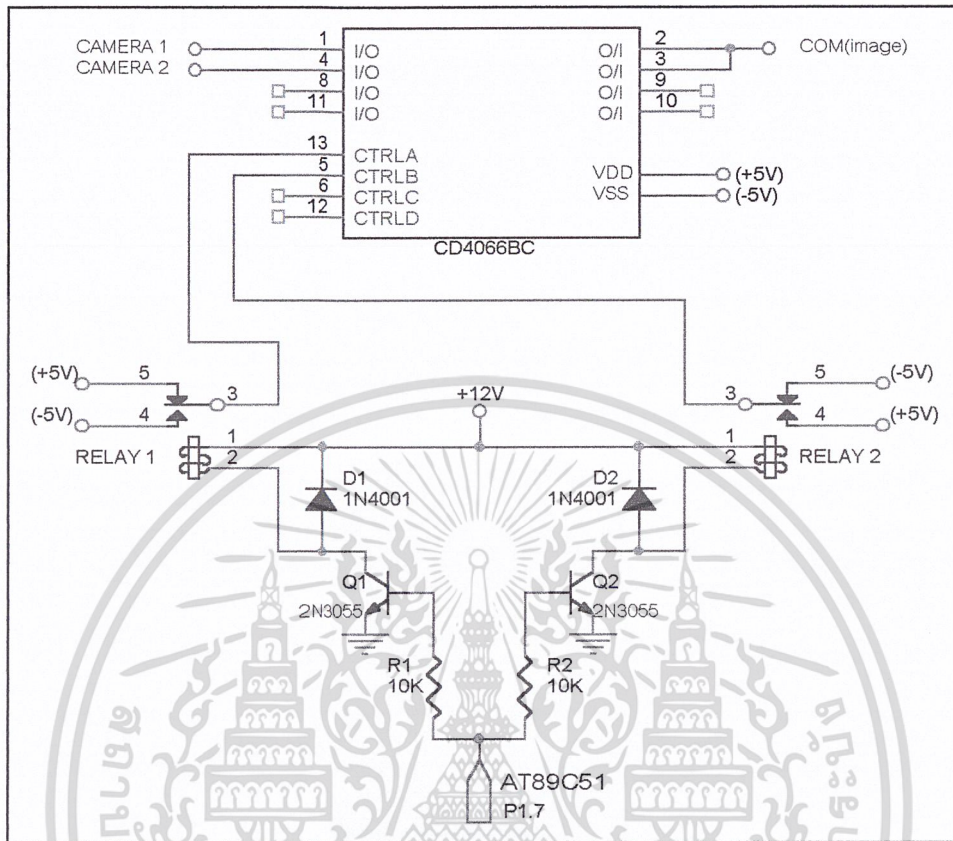 CAMERA 1
CAMERA 2
1
4
8
11
I/O
I/O
I/O
I/O
O/I
O/I
O/I
O/I
2
3
9
10
COM(image)
13
5
6
12
CTRLA
CTRLB
CTRLC
CTRLD
VDD
VSS
(+5V)
(-5V)
CD4066BC
(+5V)
5
(-5V)
4
3
RELAY 1
1
2
+12V
3
5
(-5V)
4
(+5V)
1
2
RELAY 2
D1
1N4001
D2
1N4001
Q1
2N3055
Q2
2N3055
R1
10K
R2
10K
AT89C51
P1.7